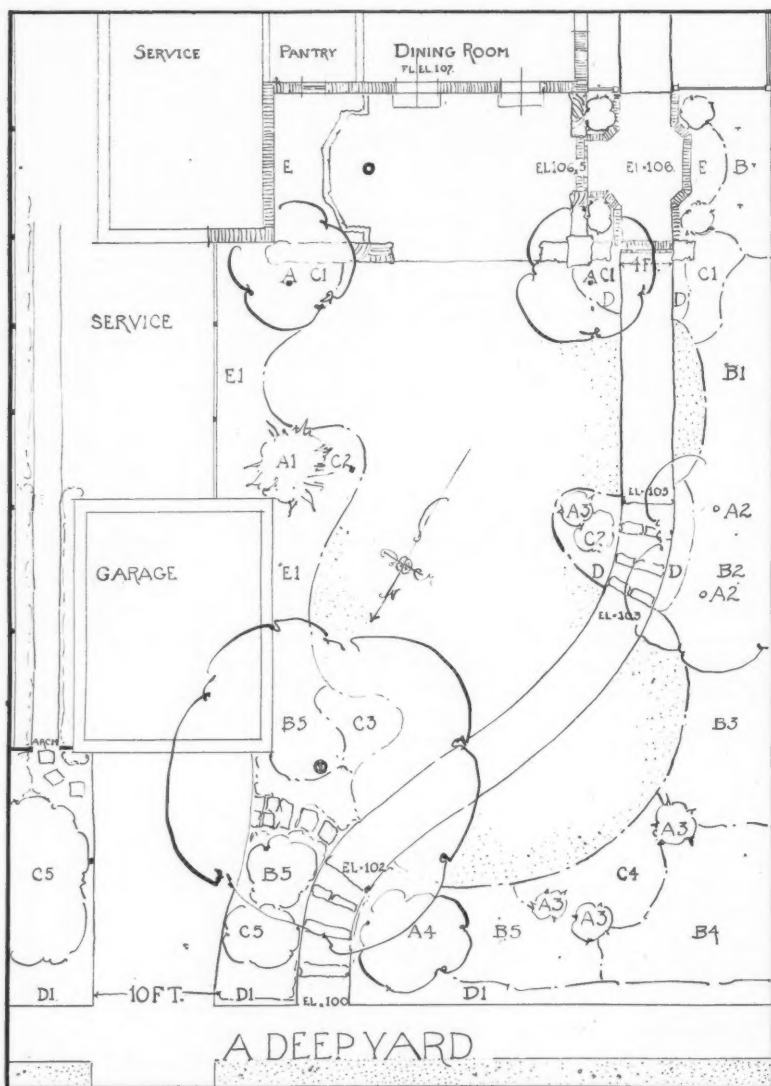 SERVICE
PANTRY
DINING ROOM
FL. EL. 107.
E
EL 106.5
EL = 106.
E
B
A
C1
A
C1
4 F.
C1
D
D
SERVICE
E1
B1
A1
C2
EL = 105
A3
A2
C2
GARAGE
E1
D
D
B2
A2
N
EL = 103
B5
C3
B3
ARCH
A3
EL = 102
C5
B5
C4
A3
C5
A4
B5
A3
B4
D1
10 FT.
D1
EL = 100
D1
A DEEP YARD